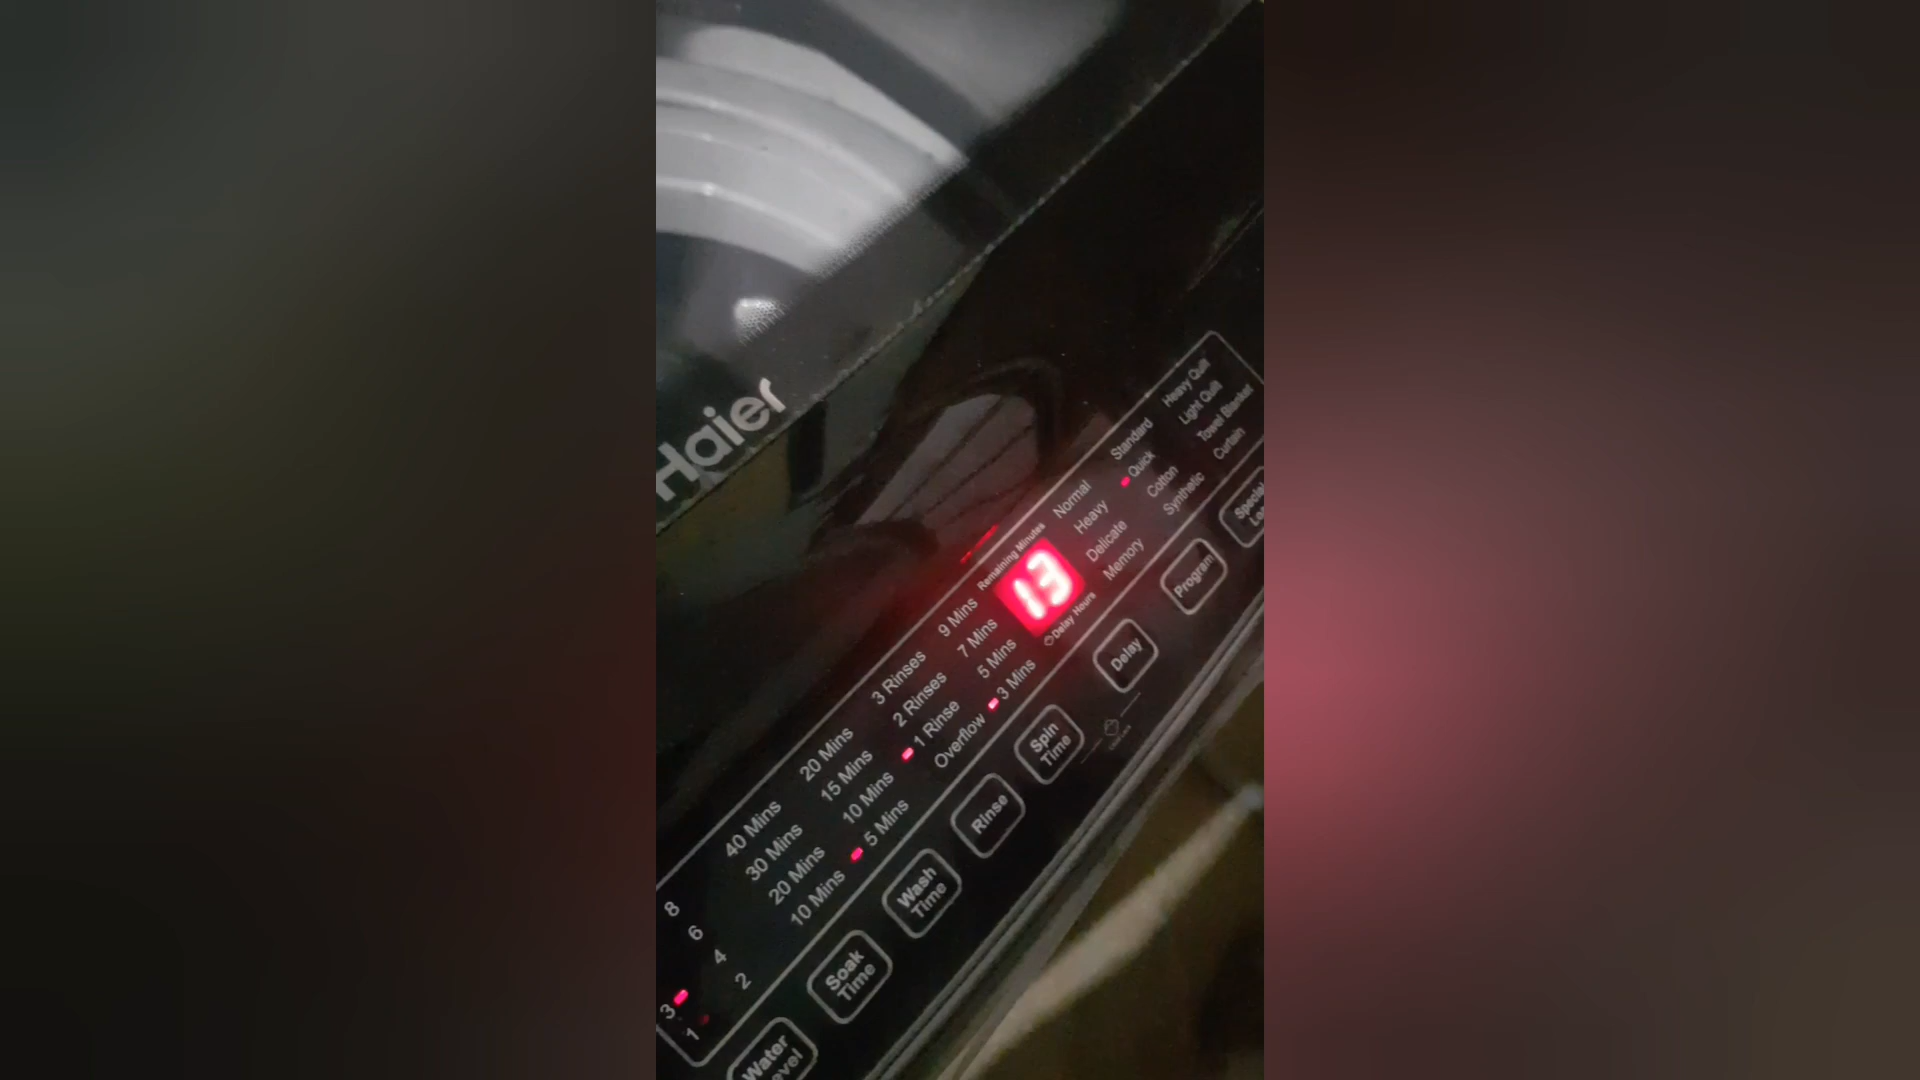 Haier
Heavy Quilt
Light Quilt
Towel Blanket
Curtain
Standard
Quick
Cotton
Synthetic
Normal
Heavy
Delicate
Memory
Remaining Minutes
13
Delay Hours
9 Mins
7 Mins
5 Mins
3 Mins
3 Rinses
2 Rinses
1 Rinse
Overflow
20 Mins
15 Mins
10 Mins
5 Mins
40 Mins
30 Mins
20 Mins
10 Mins
8
6
4
2
3
1
Program
Delay
Spin
Time
Rinse
Wash
Time
Soak
Time
Water